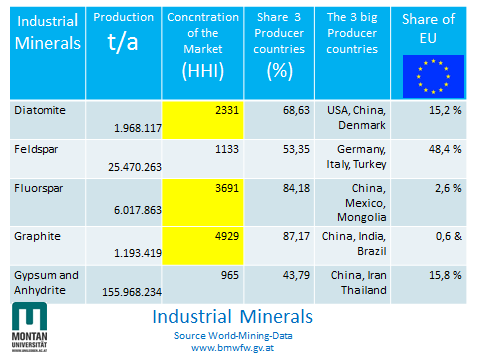 Industrial Minerals
Production t/a
Concntration of the Market (HHI)
Share 3 Producer countries (%)
The 3 big Producer countries
Share of EU
Diatomite 1.968.117 2331 68,63 USA, China, Denmark 15,2 %
Feldspar 25.470.263 1133 53,35 Germany, Italy, Turkey 48,4 %
Fluorspar 6.017.863 3691 84,18 China, Mexico, Mongolia 2,6 %
Graphite 1.193.419 4929 87,17 China, India, Brazil 0,6 &
Gypsum and Anhydrite 155.968.234 965 43,79 China, Iran Thailand 15,8 %
MONTAN
UNIVERSITÄT
WWW.UNILEOBEN.AC.AT
Industrial Minerals
Source World-Mining-Data
www.bmwfw.gv.at